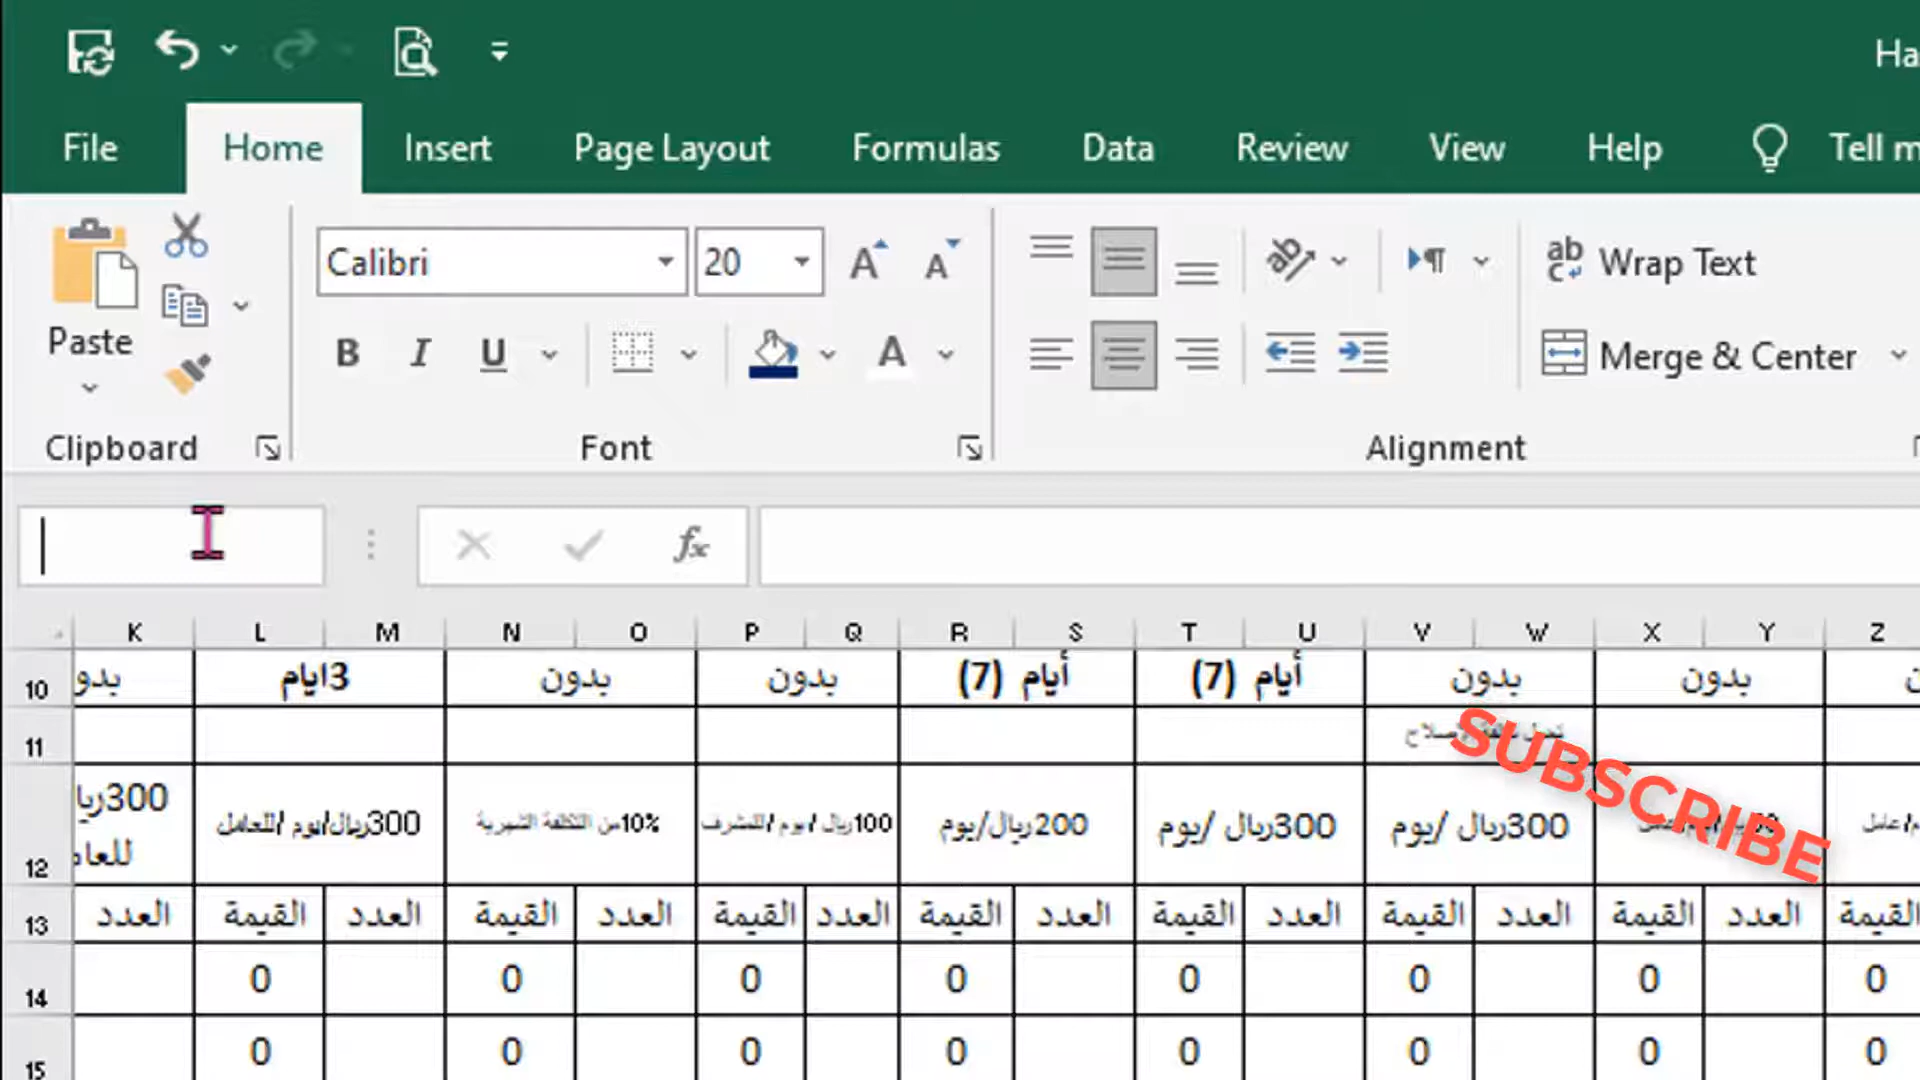 Ha
File Home Insert Page Layout Formulas Data Review View Help Tell m
Paste
Calibri 20
B I U A
Wrap Text
Merge & Center
Clipboard Font Alignment
fx
K L M N O P Q R S T U V W X Y Z
10 بدو 3ايام بدون بدون أيام (7) أيام (7) بدون بدون
11
12 300ريا للعام 300ريال/يوم /للعامل 10%من التكلفة الشهرية 100ريال /يوم /للمشرف 200ريال/يوم 300ريال /يوم 300ريال /يوم
13 العدد القيمة العدد القيمة العدد القيمة العدد القيمة العدد القيمة العدد القيمة العدد القيمة العدد القيمة
14 0 0 0 0 0 0 0 0
15 0 0 0 0 0 0 0 0
SUBSCRIBE